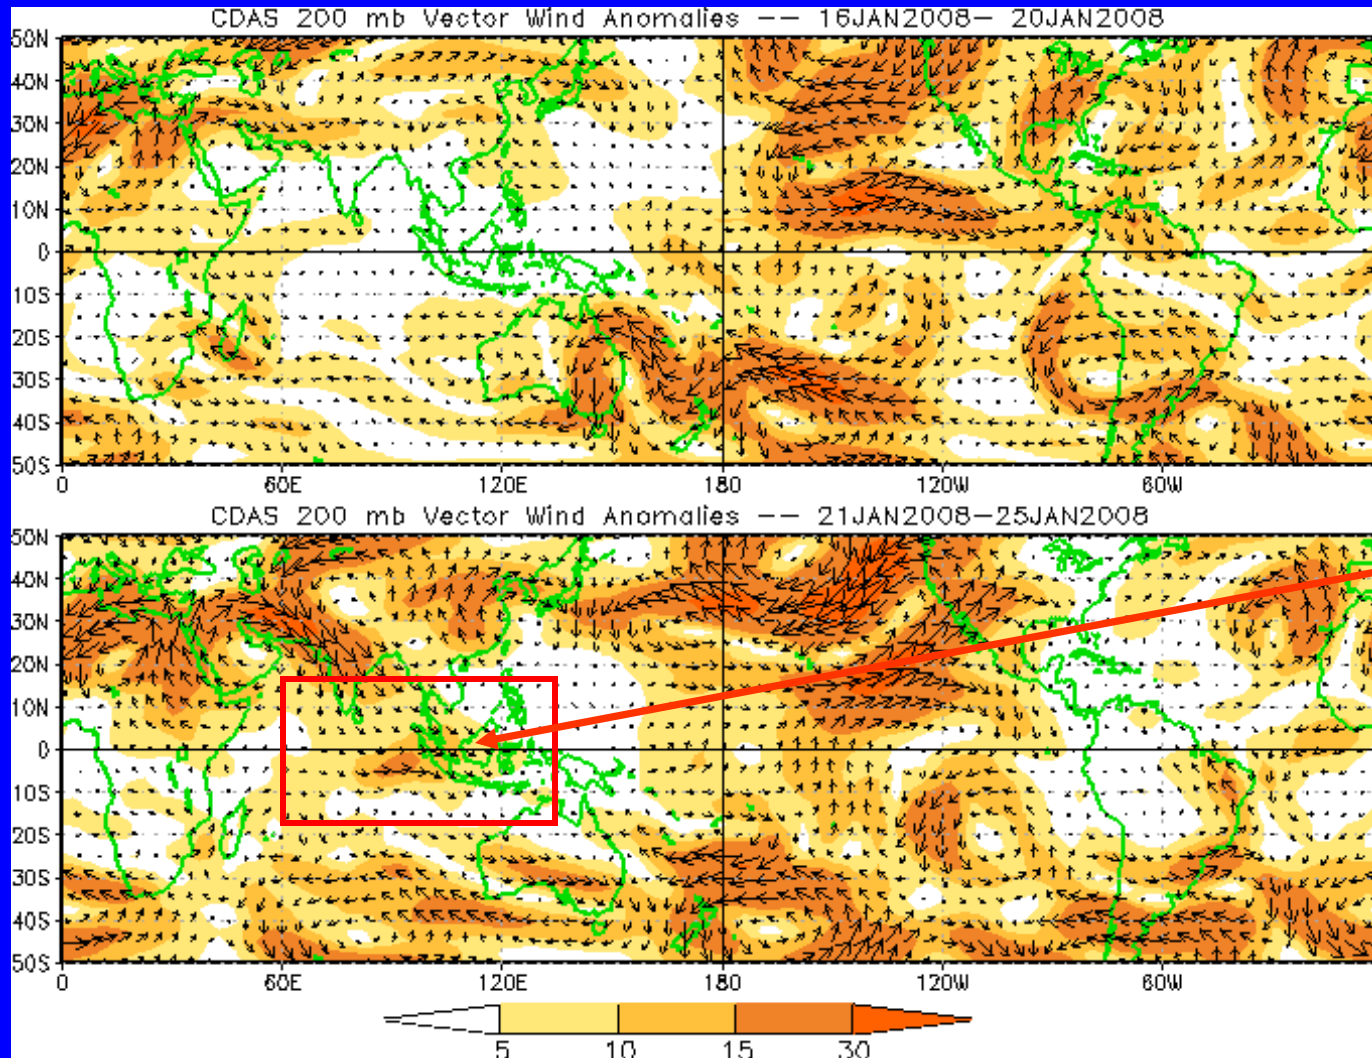 CDAS 200 mb Vector Wind Anomalies -- 16JAN2008- 20JAN2008
50N
40N
30N
20N
10N
0
10S
20S
30S
40S
50S
0 60E 120E 180 120W 60W
CDAS 200 mb Vector Wind Anomalies -- 21JAN2008-25JAN2008
50N
40N
30N
20N
10N
0
10S
20S
30S
40S
50S
0 60E 120E 180 120W 60W
5 10 15 30